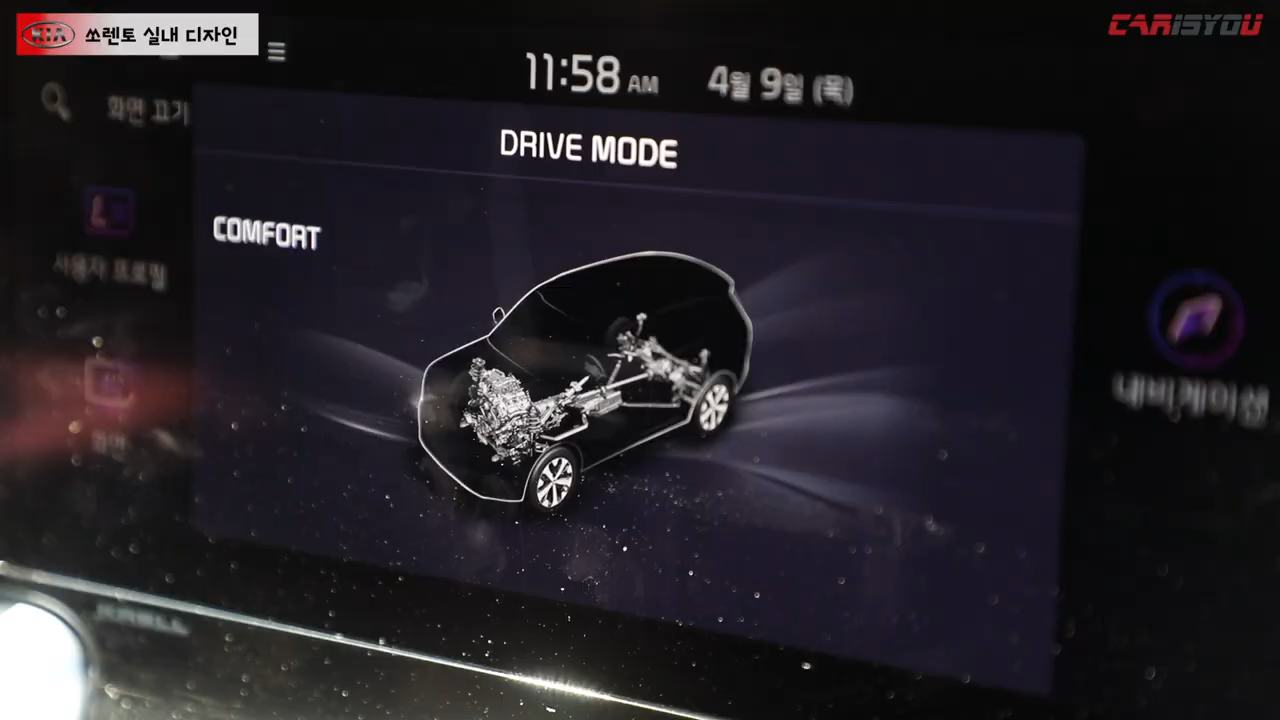 KIA 쏘렌토 실내 디자인
CARISYOU
11:58 AM 4월 9일 (목)
화면 끄기
DRIVE MODE
COMFORT
사용자 프로필
내비게이션